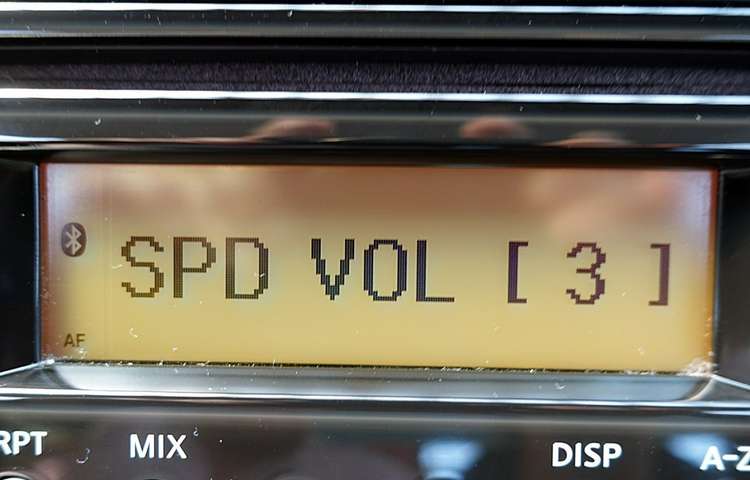 SPD VOL [ 3 ]
AF
RPT MIX DISP A-Z